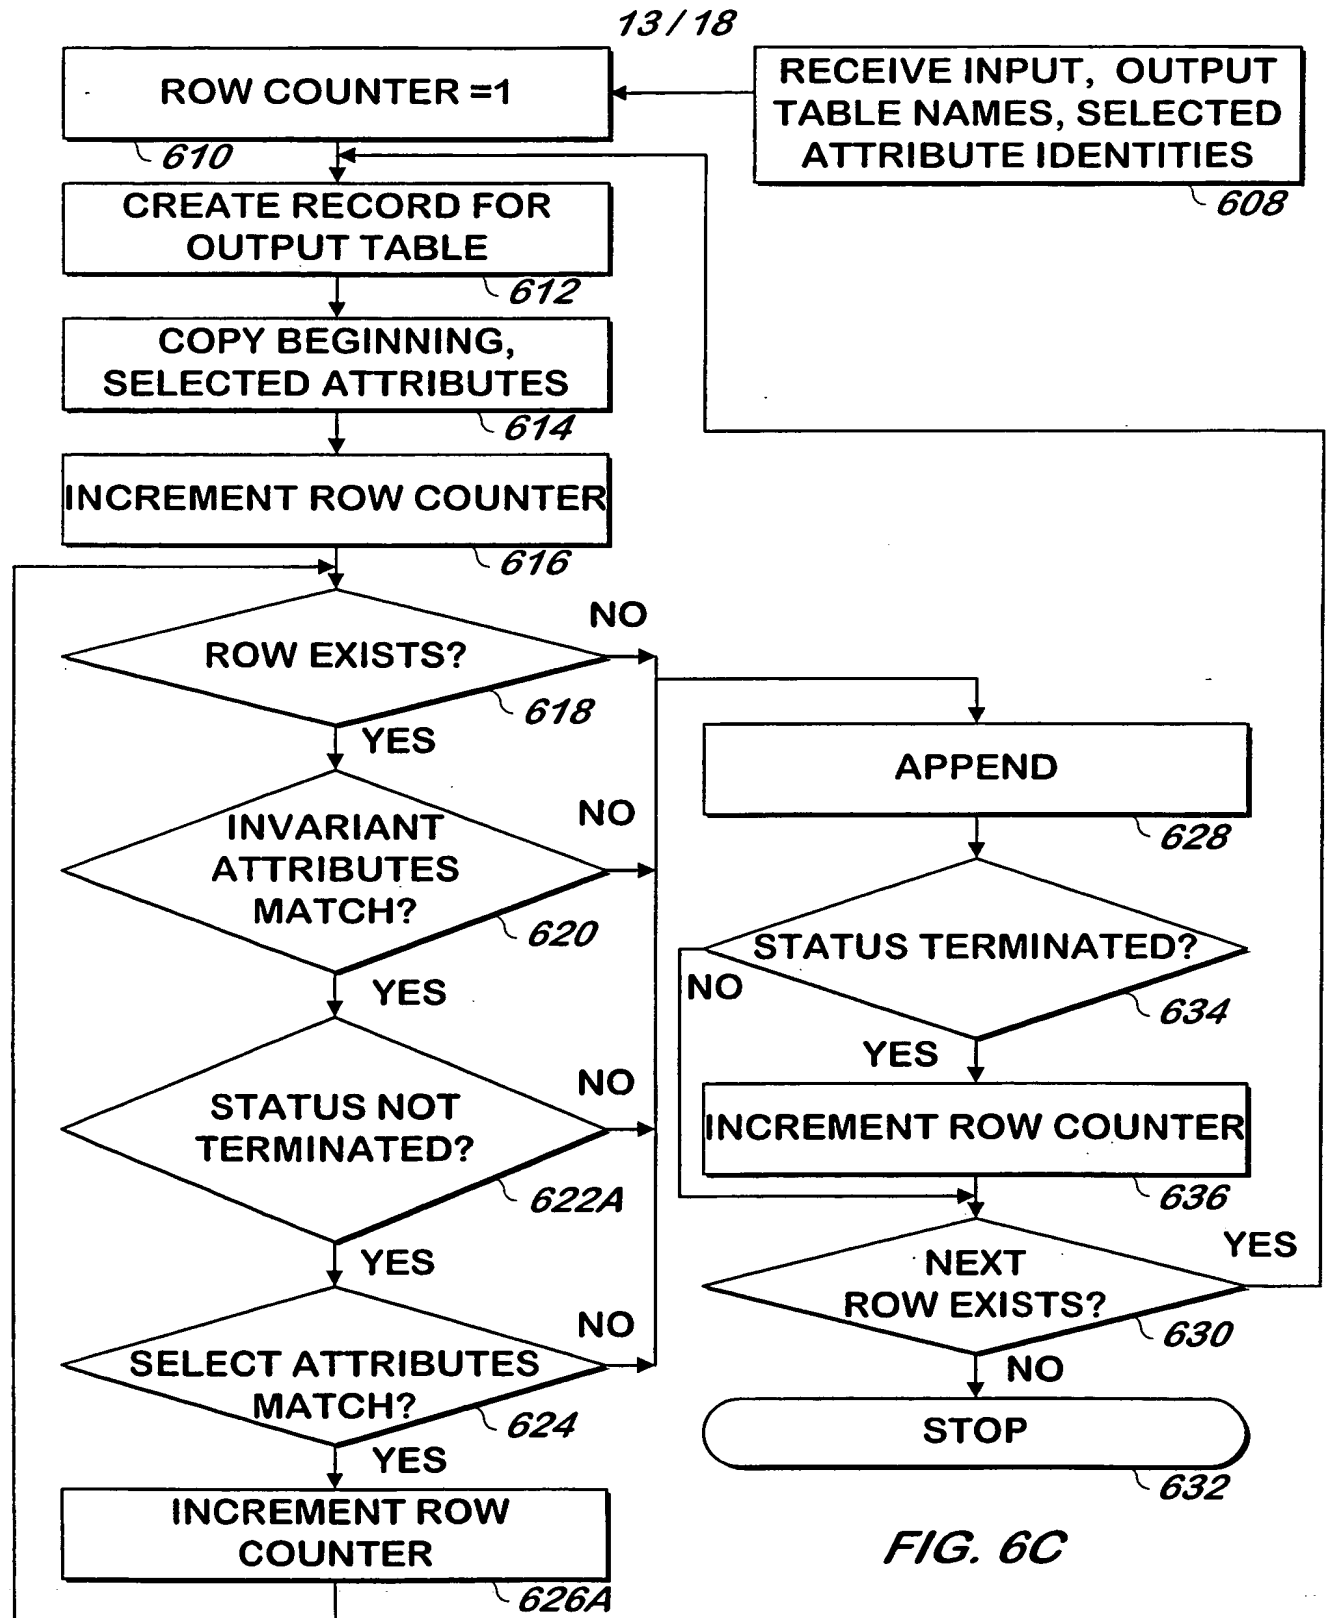 13 / 18
ROW COUNTER =1
610
RECEIVE INPUT, OUTPUT
TABLE NAMES, SELECTED
ATTRIBUTE IDENTITIES
608
CREATE RECORD FOR
OUTPUT TABLE
612
COPY BEGINNING,
SELECTED ATTRIBUTES
614
INCREMENT ROW COUNTER
616
ROW EXISTS?
NO
618
YES
INVARIANT
ATTRIBUTES
MATCH?
NO
620
YES
STATUS NOT
TERMINATED?
NO
622A
YES
SELECT ATTRIBUTES
MATCH?
NO
624
YES
INCREMENT ROW
COUNTER
626A
APPEND
628
STATUS TERMINATED?
NO
634
YES
INCREMENT ROW COUNTER
636
NEXT
ROW EXISTS?
YES
630
NO
STOP
632
FIG. 6C